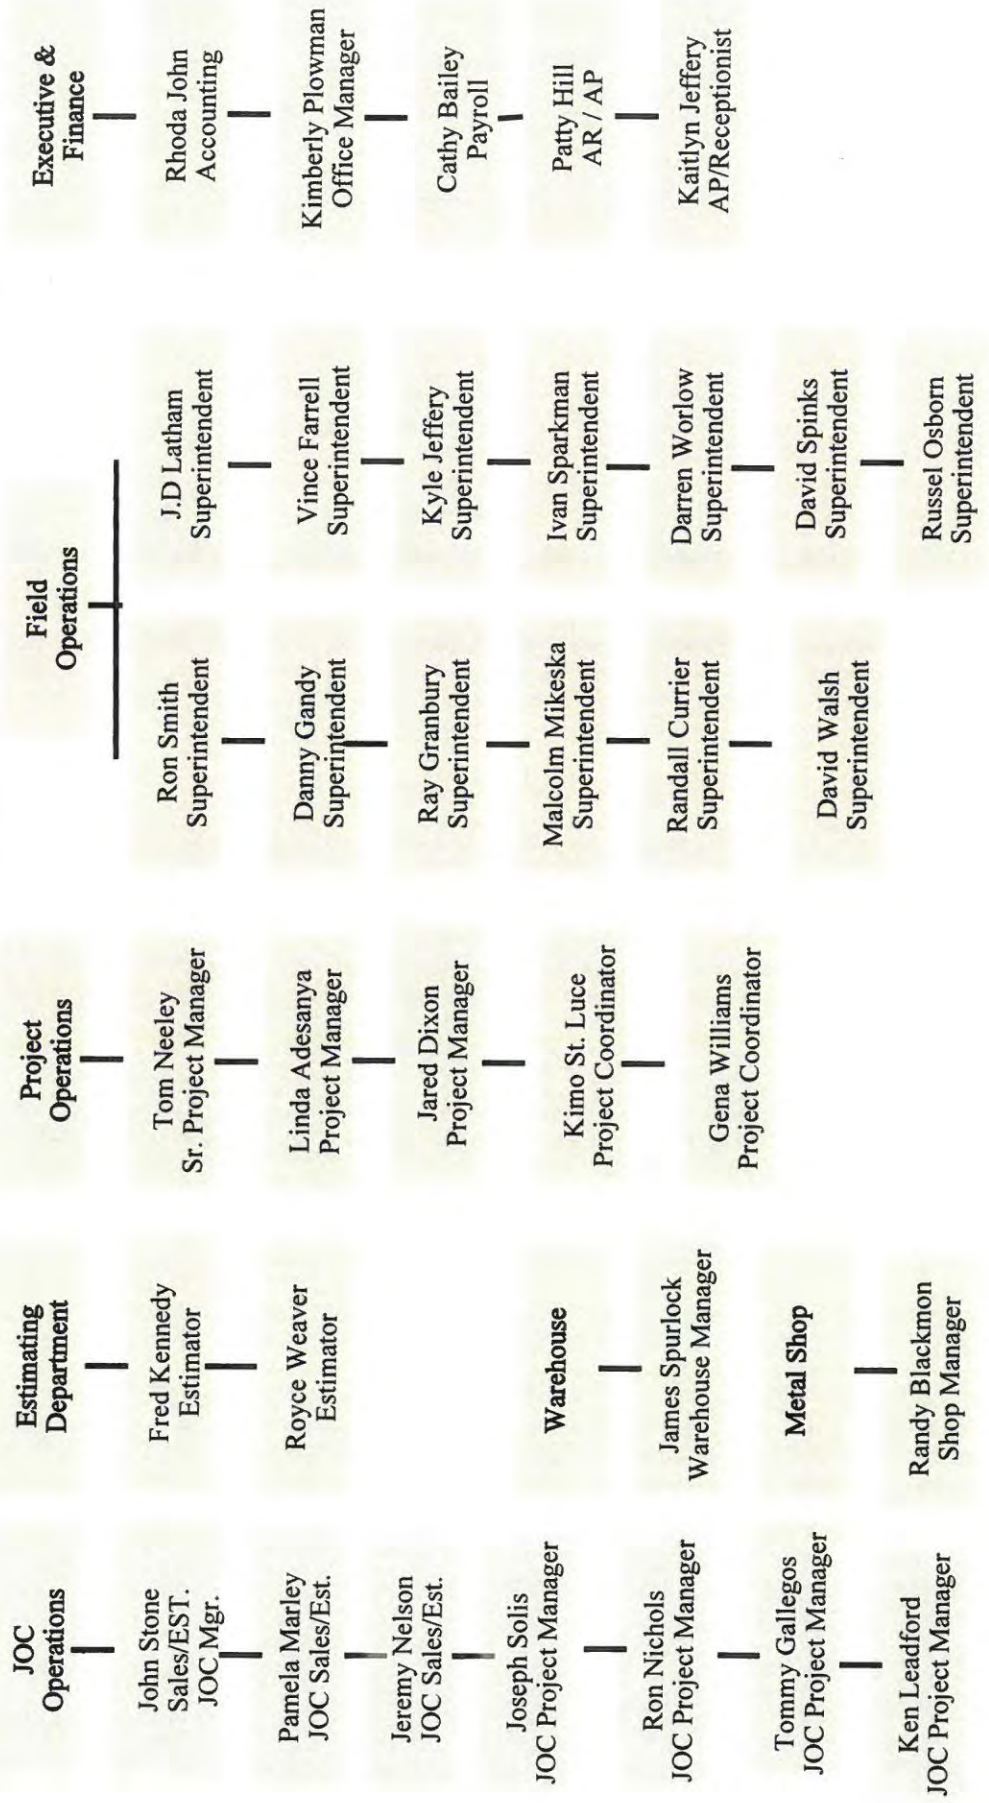 JOC
Operations
John Stone
Sales/EST.
JOC Mgr.
Pamela Marley
JOC Sales/Est.
Jeremy Nelson
JOC Sales/Est.
Joseph Solis
JOC Project Manager
Ron Nichols
JOC Project Manager
Tommy Gallegos
JOC Project Manager
Ken Leadford
JOC Project Manager
Estimating
Department
Fred Kennedy
Estimator
Royce Weaver
Estimator
Warehouse
James Spurlock
Warehouse Manager
Metal Shop
Randy Blackmon
Shop Manager
Project
Operations
Tom Neeley
Sr. Project Manager
Linda Adesanya
Project Manager
Jared Dixon
Project Manager
Kimo St. Luce
Project Coordinator
Gena Williams
Project Coordinator
Field
Operations
Ron Smith
Superintendent
Danny Gandy
Superintendent
Ray Granbury
Superintendent
Malcolm Mikeska
Superintendent
Randall Currier
Superintendent
David Walsh
Superintendent
J.D Latham
Superintendent
Vince Farrell
Superintendent
Kyle Jeffery
Superintendent
Ivan Sparkman
Superintendent
Darren Worlow
Superintendent
David Spinks
Superintendent
Russel Osborn
Superintendent
Executive &
Finance
Rhoda John
Accounting
Kimberly Plowman
Office Manager
Cathy Bailey
Payroll
Patty Hill
AR / AP
Kaitlyn Jeffery
AP/Receptionist